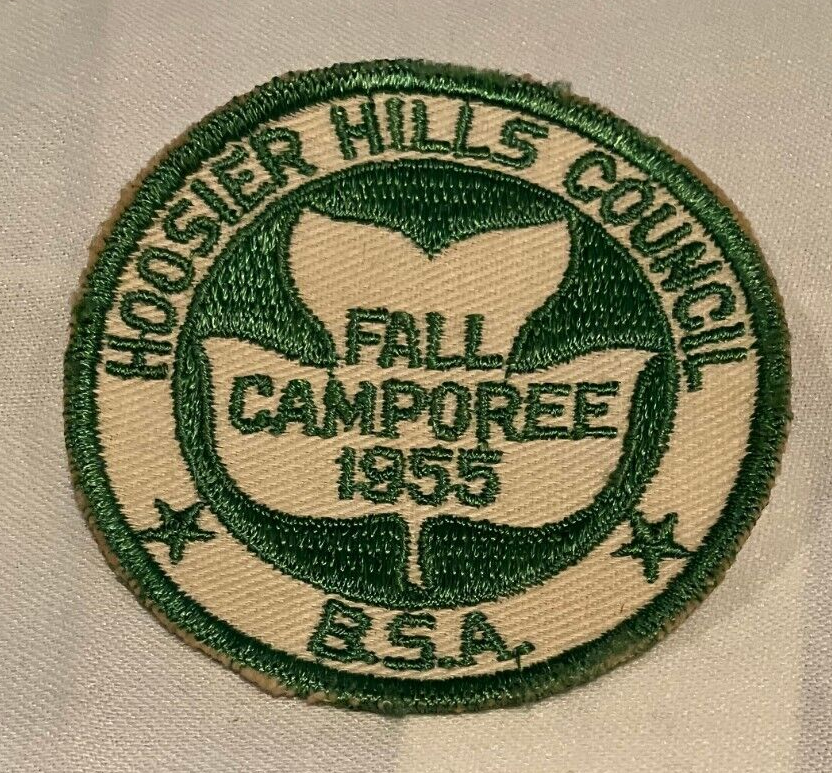 HOOSIER HILLS COUNCIL
FALL
CAMPOREE
1955
B.S.A.